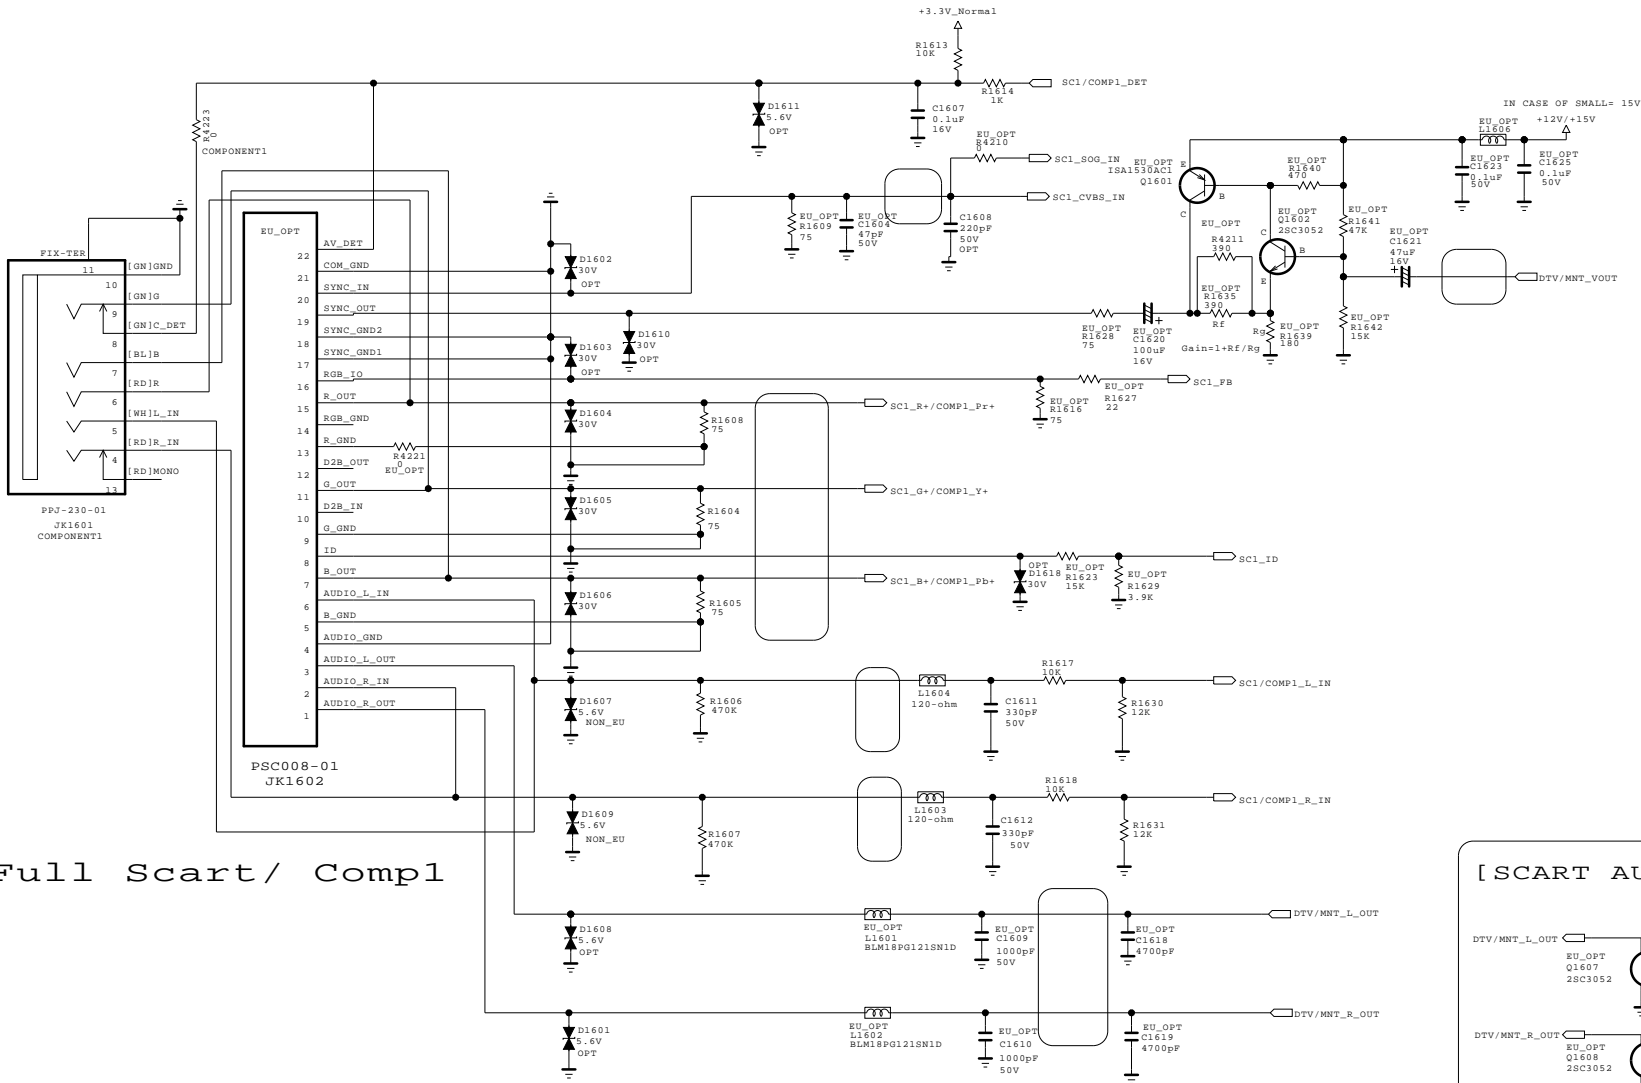 +3.3V_Normal
R1613
10K
SC1/COMP1_DET
R1614
1K
D1611
5.6V
OPT
C1607
0.1uF
16V
R4223
0
COMPONENT1
IN CASE OF SMALL= 15V
+12V/+15V
EU_OPT
L1606
EU_OPT
C1623
0.1uF
50V
EU_OPT
C1625
0.1uF
50V
EU_OPT
R4210
0
SC1_SOG_IN
SC1_CVBS_IN
EU_OPT
R1609
75
EU_OPT
C1604
47pF
50V
C1608
220pF
50V
OPT
EU_OPT
ISA1530AC1
Q1601
E
B
C
EU_OPT
R1640
470
EU_OPT
Q1602
2SC3052
C
B
E
EU_OPT
R1641
47K
EU_OPT
C1621
47uF
16V
+
DTV/MNT_VOUT
EU_OPT
R4211
390
EU_OPT
R1635
390
Rf
Rg
EU_OPT
R1639
180
EU_OPT
R1642
15K
Gain=1+Rf/Rg
EU_OPT
R1628
75
EU_OPT
C1620
100uF
16V
+
FIX-TER
11
[GN]GND
10
[GN]G
9
[GN]C_DET
8
[BL]B
7
[RD]R
6
[WH]L_IN
5
[RD]R_IN
4
[RD]MONO
13
PPJ-230-01
JK1601
COMPONENT1
EU_OPT
AV_DET
22
COM_GND
21
SYNC_IN
20
SYNC_OUT
19
SYNC_GND2
18
SYNC_GND1
17
RGB_IO
16
R_OUT
15
RGB_GND
14
R_GND
13
D2B_OUT
12
G_OUT
11
D2B_IN
10
G_GND
9
ID
8
B_OUT
7
AUDIO_L_IN
6
B_GND
5
AUDIO_GND
4
AUDIO_L_OUT
3
AUDIO_R_IN
2
AUDIO_R_OUT
1
PSC008-01
JK1602
R4221
0
EU_OPT
D1602
30V
OPT
D1603
30V
OPT
D1610
30V
OPT
EU_OPT
R1616
75
EU_OPT
R1627
22
SC1_FB
D1604
30V
R1608
75
SC1_R+/COMP1_Pr+
D1605
30V
R1604
75
SC1_G+/COMP1_Y+
OPT
D1618
30V
EU_OPT
R1623
15K
EU_OPT
R1629
3.9K
SC1_ID
D1606
30V
R1605
75
SC1_B+/COMP1_Pb+
D1607
5.6V
NON_EU
R1606
470K
L1604
120-ohm
C1611
330pF
50V
R1617
10K
R1630
12K
SC1/COMP1_L_IN
D1609
5.6V
NON_EU
R1607
470K
L1603
120-ohm
C1612
330pF
50V
R1618
10K
R1631
12K
SC1/COMP1_R_IN
Full Scart/ Comp1
D1608
5.6V
OPT
EU_OPT
L1601
BLM18PG121SN1D
EU_OPT
C1609
1000pF
50V
EU_OPT
C1618
4700pF
DTV/MNT_L_OUT
D1601
5.6V
OPT
EU_OPT
L1602
BLM18PG121SN1D
EU_OPT
C1610
1000pF
50V
EU_OPT
C1619
4700pF
DTV/MNT_R_OUT
[SCART AU
DTV/MNT_L_OUT
EU_OPT
Q1607
2SC3052
DTV/MNT_R_OUT
EU_OPT
Q1608
2SC3052